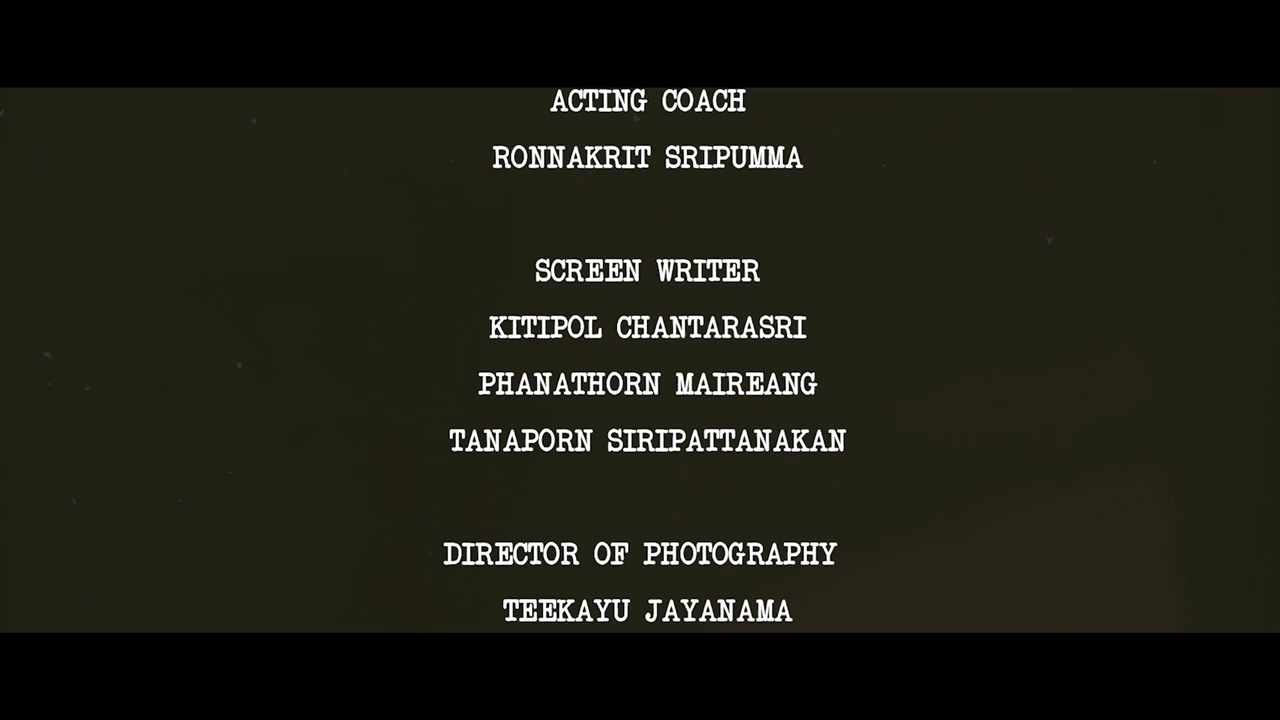 ACTING COACH
RONNAKRIT SRIPUMMA
SCREEN WRITER
KITIPOL CHANTARASRI
PHANATHORN MAIREANG
TANAPORN SIRIPATTANAKAN
DIRECTOR OF PHOTOGRAPHY
TEEKAYU JAYANAMA